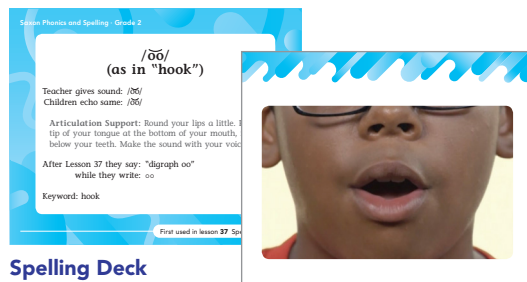 Saxon Phonics and Spelling · Grade 2
/o͝o/
(as in "hook")
Teacher gives sound: /o͝o/
Children echo same: /o͝o/
Articulation Support: Round your lips a little.
tip of your tongue at the bottom of your mouth,
below your teeth. Make the sound with your
After Lesson 37 they say: "digraph oo"
while they write: oo
Keyword: hook
First used in lesson 37
Spelling Deck